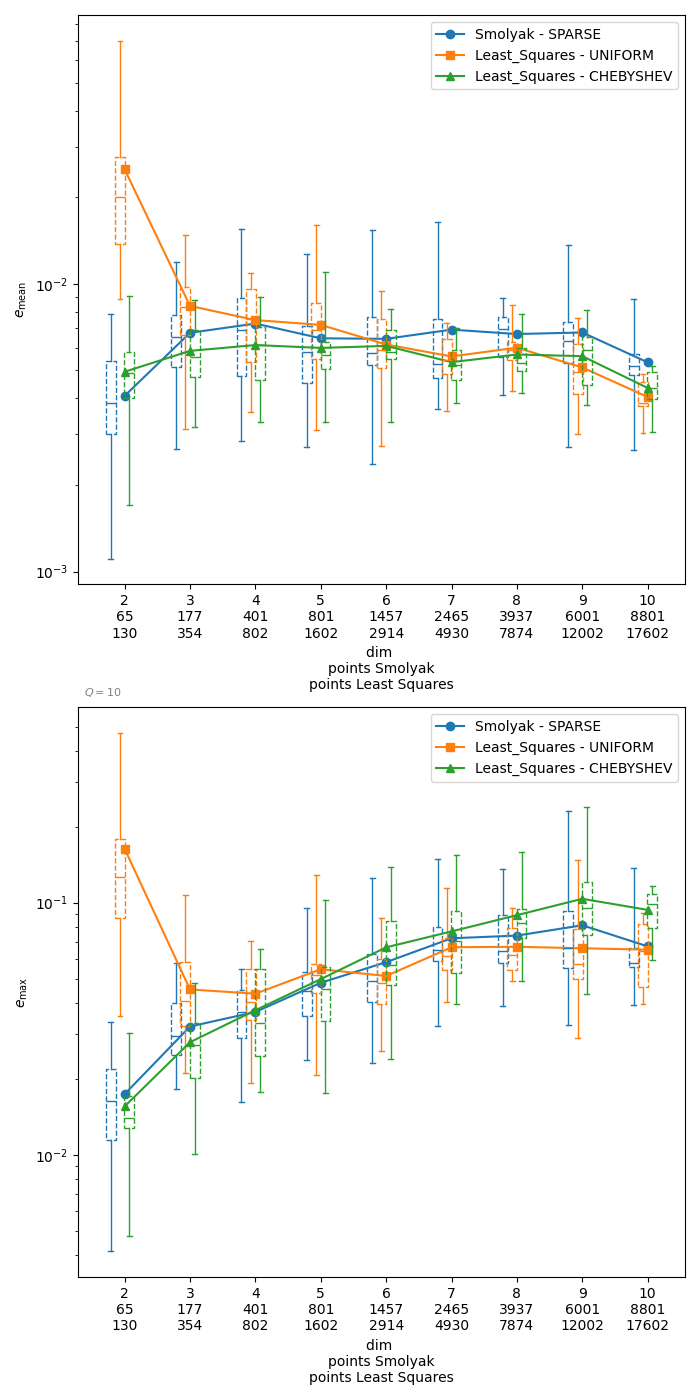 Smolyak - SPARSE
Least_Squares - UNIFORM
Least_Squares - CHEBYSHEV
10⁻²
10⁻³
e_mean
2 3 4 5 6 7 8 9 10
65 177 401 801 1457 2465 3937 6001 8801
130 354 802 1602 2914 4930 7874 12002 17602
dim
points Smolyak
points Least Squares
Q = 10
Smolyak - SPARSE
Least_Squares - UNIFORM
Least_Squares - CHEBYSHEV
10⁻¹
10⁻²
e_max
2 3 4 5 6 7 8 9 10
65 177 401 801 1457 2465 3937 6001 8801
130 354 802 1602 2914 4930 7874 12002 17602
dim
points Smolyak
points Least Squares